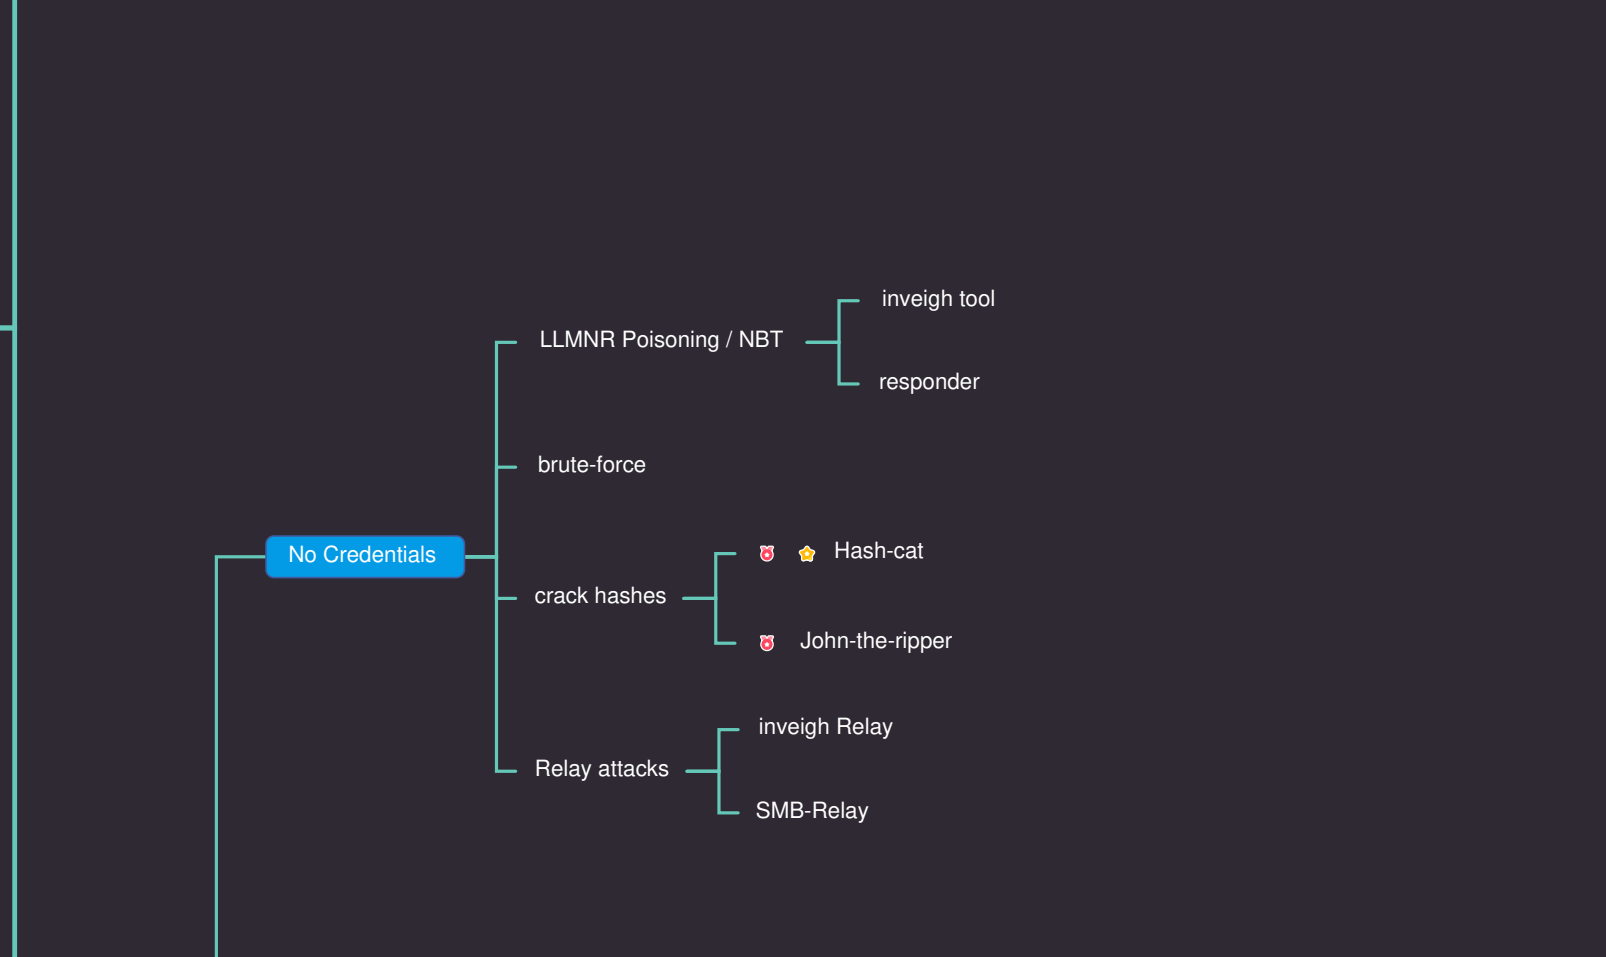 inveigh tool
LLMNR Poisoning / NBT
responder
brute-force
No Credentials
Hash-cat
crack hashes
John-the-ripper
inveigh Relay
Relay attacks
SMB-Relay